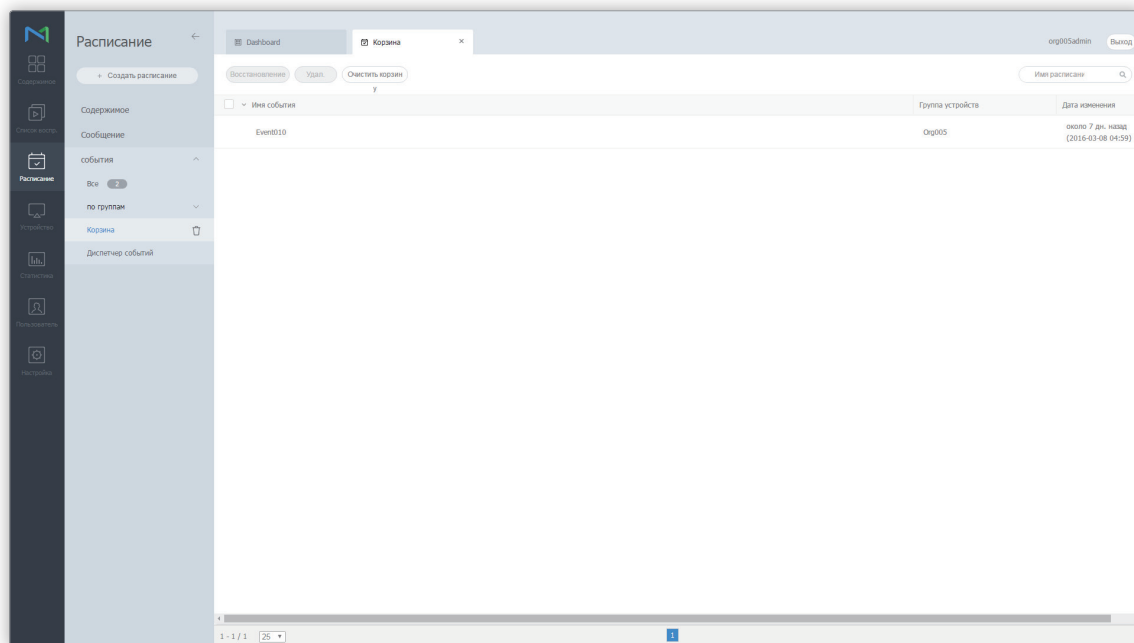 Расписание
Dashboard
Корзина
org005admin
Выход
Содержимое
+ Создать расписание
Восстановление
Удал.
Очистить корзин
у
Имя расписани
Содержимое
Имя события
Группа устройств
Дата изменения
Список воспр.
Сообщение
Event010
Org005
около 7 дн. назад
(2016-03-08 04:59)
события
Расписание
Все 2
по группам
Устройство
Корзина
Диспетчер событий
Статистика
Пользователь
Настройка
1 - 1 / 1
25
1